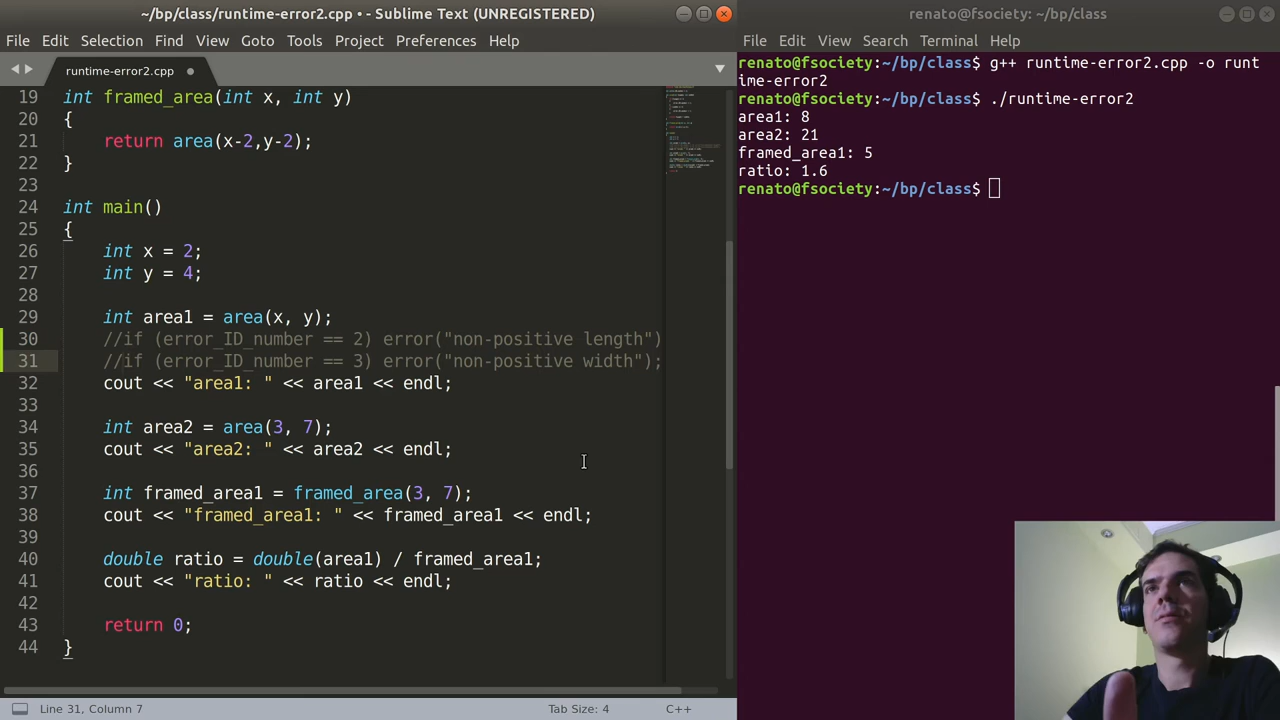 ~/bp/class/runtime-error2.cpp • - Sublime Text (UNREGISTERED)
File Edit Selection Find View Goto Tools Project Preferences Help
runtime-error2.cpp
19 int framed_area(int x, int y)
20 {
21 return area(x-2,y-2);
22 }
23
24 int main()
25 {
26 int x = 2;
27 int y = 4;
28
29 int area1 = area(x, y);
30 //if (error_ID_number == 2) error("non-positive length")
31 //if (error_ID_number == 3) error("non-positive width");
32 cout << "area1: " << area1 << endl;
33
34 int area2 = area(3, 7);
35 cout << "area2: " << area2 << endl;
36
37 int framed_area1 = framed_area(3, 7);
38 cout << "framed_area1: " << framed_area1 << endl;
39
40 double ratio = double(area1) / framed_area1;
41 cout << "ratio: " << ratio << endl;
42
43 return 0;
44 }
Line 31, Column 7
Tab Size: 4
C++
renato@fsociety: ~/bp/class
File Edit View Search Terminal Help
renato@fsociety:~/bp/class$ g++ runtime-error2.cpp -o runt
ime-error2
renato@fsociety:~/bp/class$ ./runtime-error2
area1: 8
area2: 21
framed_area1: 5
ratio: 1.6
renato@fsociety:~/bp/class$